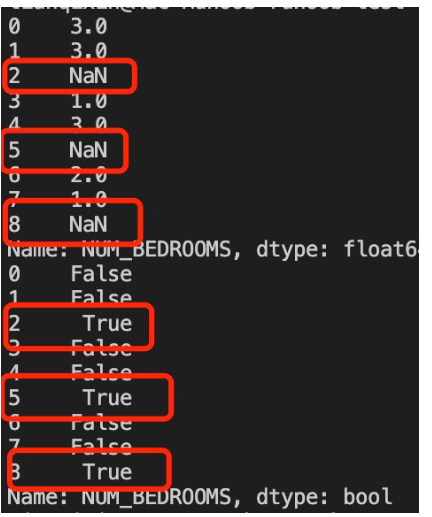 0 3.0
1 3.0
2 NaN
3 1.0
4 3.0
5 NaN
6 2.0
7 1.0
8 NaN
Name: NUM_BEDROOMS, dtype: float6
0 False
1 False
2 True
3 False
4 False
5 True
6 False
7 False
8 True
Name: NUM_BEDROOMS, dtype: bool